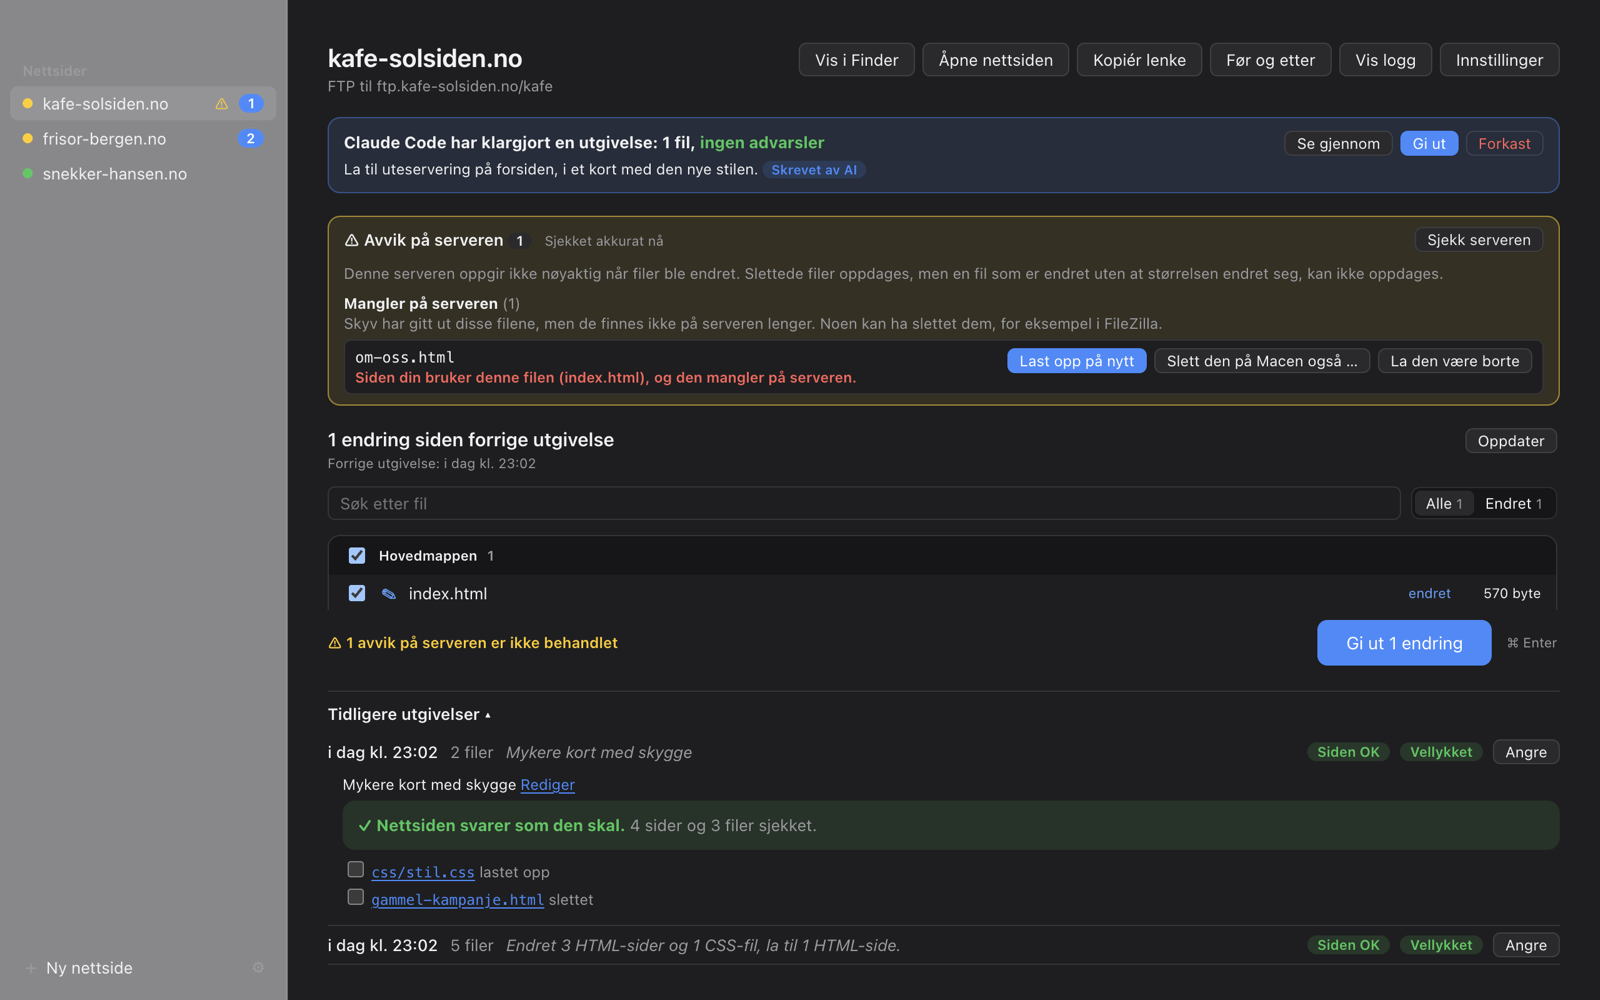 Nettsider
kafe-solsiden.no 1
frisor-bergen.no 2
snekker-hansen.no
+ Ny nettside
kafe-solsiden.no
FTP til ftp.kafe-solsiden.no/kafe
Vis i Finder Åpne nettsiden Kopiér lenke Før og etter Vis logg Innstillinger
Claude Code har klargjort en utgivelse: 1 fil, ingen advarsler
Se gjennom Gi ut Forkast
La til uteservering på forsiden, i et kort med den nye stilen. Skrevet av AI
Avvik på serveren 1 Sjekket akkurat nå Sjekk serveren
Denne serveren oppgir ikke nøyaktig når filer ble endret. Slettede filer oppdages, men en fil som er endret uten at størrelsen endret seg, kan ikke oppdages.
Mangler på serveren (1)
Skyv har gitt ut disse filene, men de finnes ikke på serveren lenger. Noen kan ha slettet dem, for eksempel i FileZilla.
om-oss.html
Siden din bruker denne filen (index.html), og den mangler på serveren.
Last opp på nytt Slett den på Macen også ... La den være borte
1 endring siden forrige utgivelse
Oppdater
Forrige utgivelse: i dag kl. 23:02
Søk etter fil
Alle 1 Endret 1
Hovedmappen 1
index.html endret 570 byte
1 avvik på serveren er ikke behandlet
Gi ut 1 endring ⌘ Enter
Tidligere utgivelser
i dag kl. 23:02 2 filer Mykere kort med skygge Siden OK Vellykket Angre
Mykere kort med skygge Rediger
✓ Nettsiden svarer som den skal. 4 sider og 3 filer sjekket.
css/stil.css lastet opp
gammel-kampanje.html slettet
i dag kl. 23:02 5 filer Endret 3 HTML-sider og 1 CSS-fil, la til 1 HTML-side. Siden OK Vellykket Angre